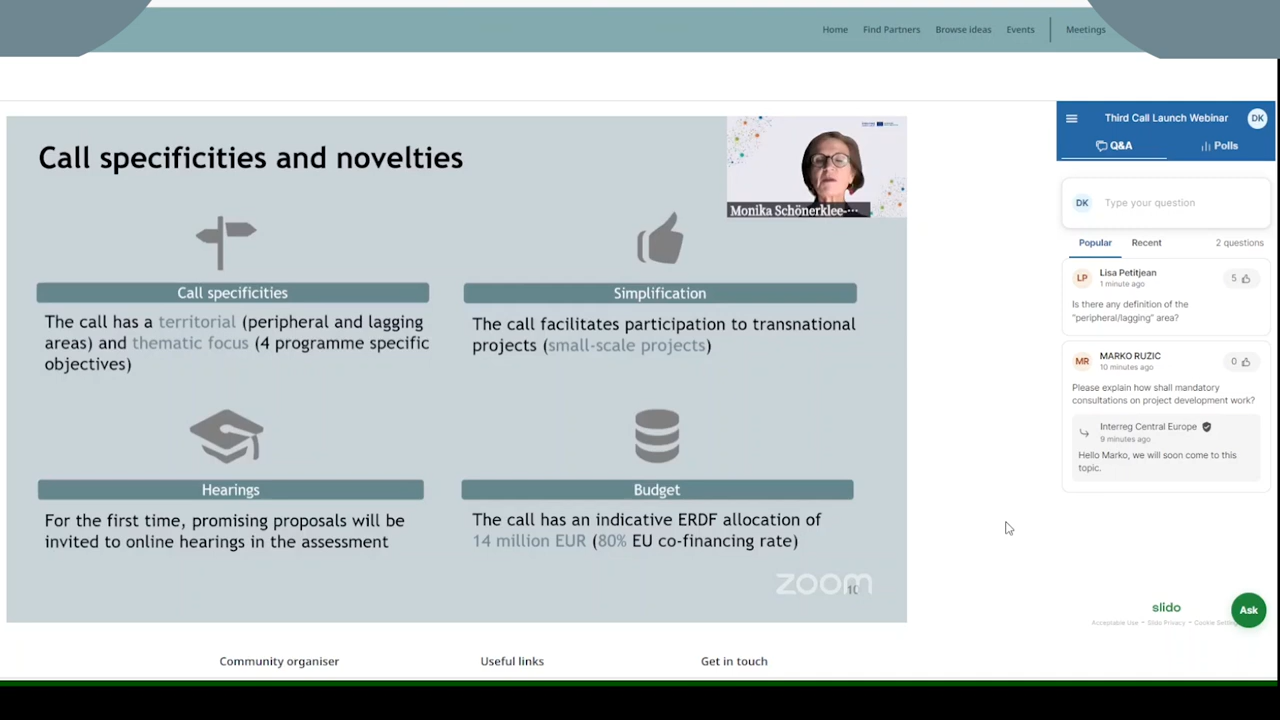 Home Find Partners Browse ideas Events Meetings
Call specificities and novelties
Monika Schönerklee-···
Call specificities
The call has a territorial (peripheral and lagging
areas) and thematic focus (4 programme specific
objectives)
Simplification
The call facilitates participation to transnational
projects (small-scale projects)
Hearings
For the first time, promising proposals will be
invited to online hearings in the assessment
Budget
The call has an indicative ERDF allocation of
14 million EUR (80% EU co-financing rate)
zoom
10
Third Call Launch Webinar
DK
Q&A
Polls
DK
Type your question
Popular Recent 2 questions
LP
Lisa Petitjean
1 minute ago
5
Is there any definition of the
"peripheral/lagging" area?
MR
MARKO RUZIC
10 minutes ago
0
Please explain how shall mandatory
consultations on project development work?
Interreg Central Europe
9 minutes ago
Hello Marko, we will soon come to this
topic.
slido
Ask
Acceptable Use - Slido Privacy - Cookie
Community organiser Useful links Get in touch